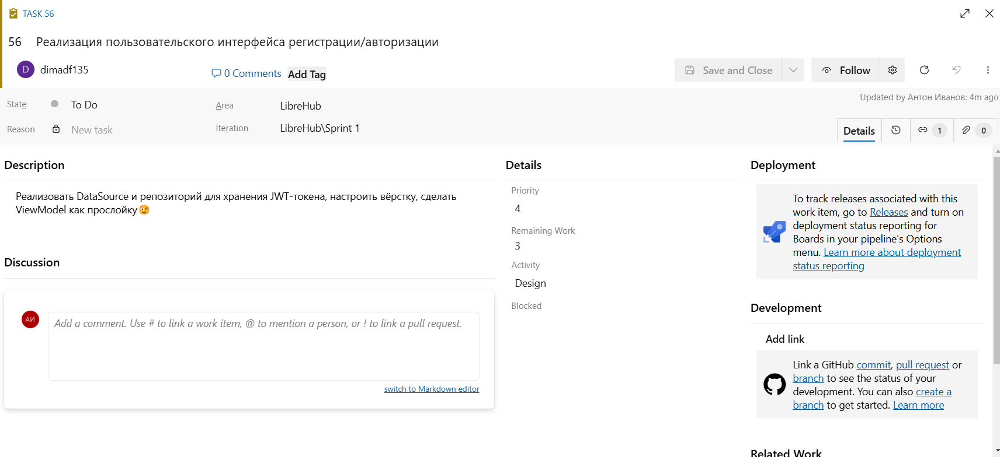 TASK 56
56 Реализация пользовательского интерфейса регистрации/авторизации
D dimadf135
0 Comments Add Tag
Save and Close
Follow
State To Do
Area LibreHub
Updated by Антон Иванов: 4m ago
Reason New task
Iteration LibreHub\Sprint 1
Details 1 0
Description
Реализовать DataSource и репозиторий для хранения JWT-токена, настроить вёрстку, сделать
ViewModel как прослойку😉
Discussion
АИ
Add a comment. Use # to link a work item, @ to mention a person, or ! to link a pull request.
switch to Markdown editor
Details
Priority
4
Remaining Work
3
Activity
Design
Blocked
Deployment
To track releases associated with this
work item, go to Releases and turn on
deployment status reporting for
Boards in your pipeline's Options
menu. Learn more about deployment
status reporting
Development
Add link
Link a GitHub commit, pull request or
branch to see the status of your
development. You can also create a
branch to get started. Learn more
Related Work